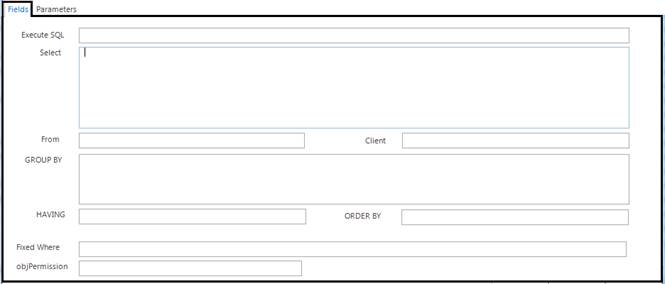 Fields Parameters
Execute SQL
Select
From Client
GROUP BY
HAVING ORDER BY
Fixed Where
objPermission